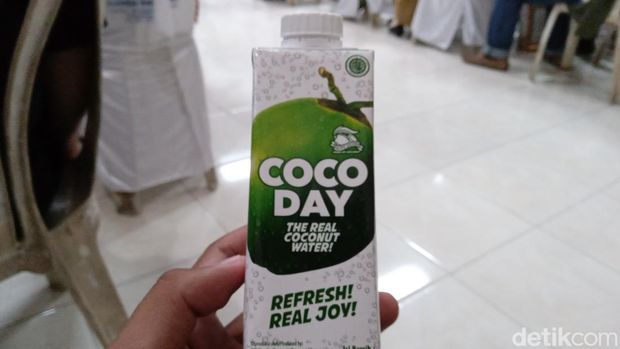 COCO
DAY
THE REAL
COCONUT
WATER!
REFRESH!
REAL JOY!
detikcom